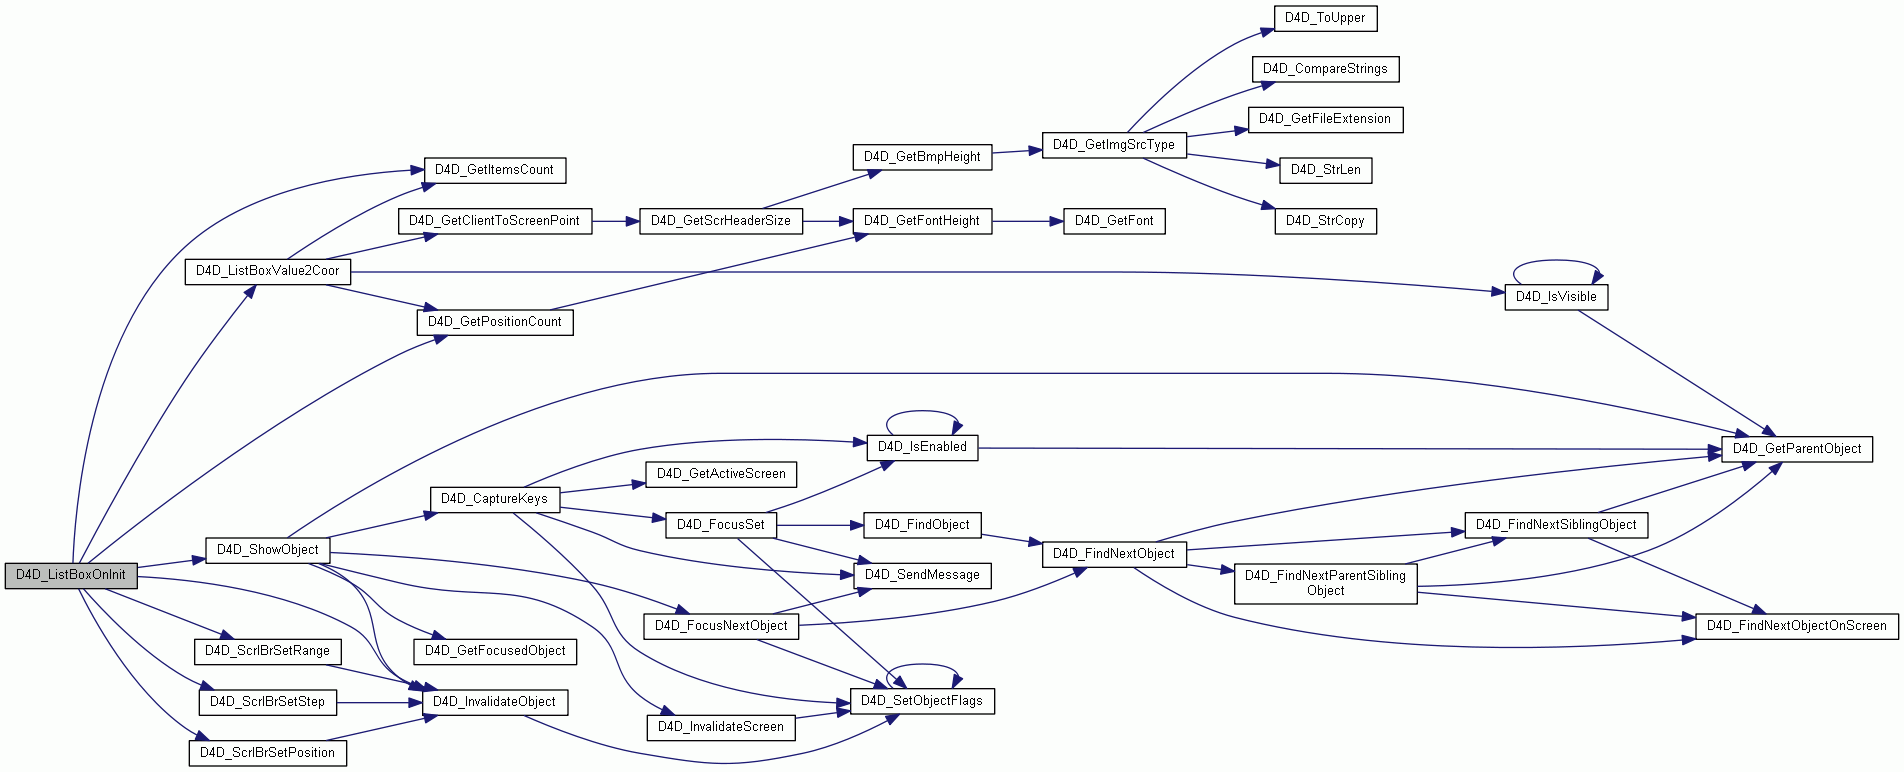 D4D_ToUpper
D4D_CompareStrings
D4D_GetFileExtension
D4D_GetImgSrcType
D4D_GetBmpHeight
D4D_GetItemsCount
D4D_StrLen
D4D_GetClientToScreenPoint
D4D_GetScrHeaderSize
D4D_GetFontHeight
D4D_GetFont
D4D_StrCopy
D4D_ListBoxValue2Coor
D4D_IsVisible
D4D_GetPositionCount
D4D_IsEnabled
D4D_GetParentObject
D4D_GetActiveScreen
D4D_CaptureKeys
D4D_FocusSet
D4D_FindObject
D4D_FindNextSiblingObject
D4D_ShowObject
D4D_FindNextObject
D4D_ListBoxOnInit
D4D_SendMessage
D4D_FindNextParentSibling
Object
D4D_FocusNextObject
D4D_FindNextObjectOnScreen
D4D_ScrlBrSetRange
D4D_GetFocusedObject
D4D_ScrlBrSetStep
D4D_InvalidateObject
D4D_SetObjectFlags
D4D_InvalidateScreen
D4D_ScrlBrSetPosition